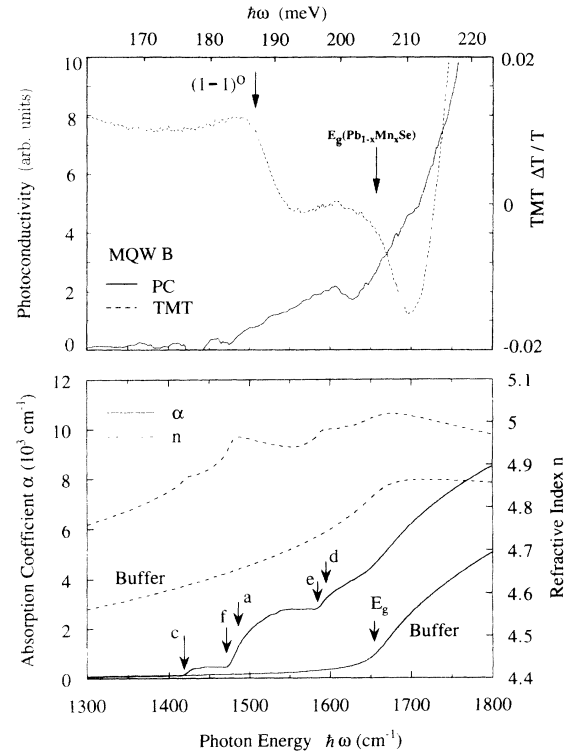 ħω (meV)
170 180 190 200 210 220
10
8
6
4
2
0
Photoconductivity (arb. units)
(1-1)ᴼ
E_g(Pb₁₋ₓMnₓSe)
MQW B
PC
TMT
0.02
0
-0.02
TMT ΔT / T
12
10
8
6
4
2
0
Absorption Coefficient α (10³ cm⁻¹)
α
n
Buffer
c
f
a
e
d
E_g
Buffer
5.1
5
4.9
4.8
4.7
4.6
4.5
4.4
Refractive Index n
1300 1400 1500 1600 1700 1800
Photon Energy ħω (cm⁻¹)